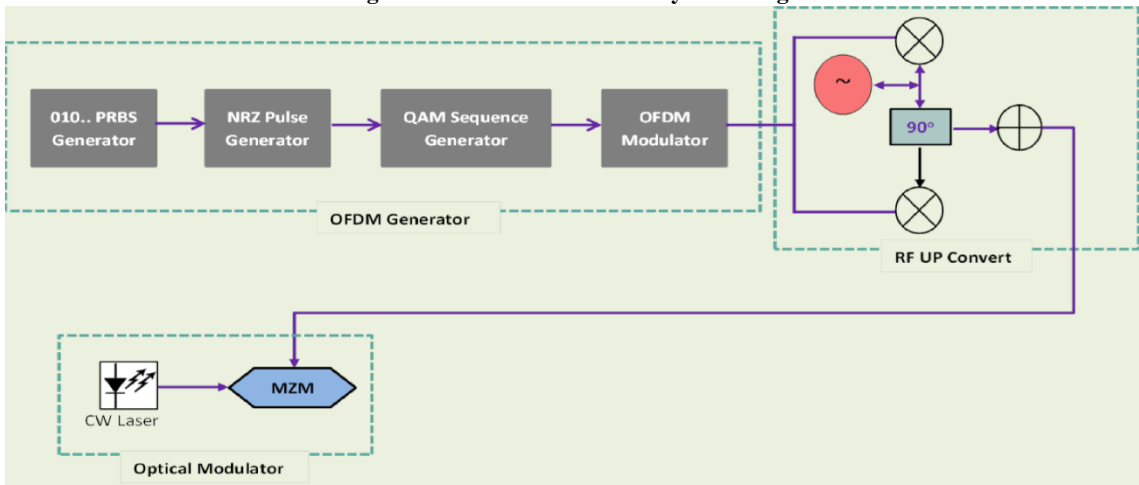 010.. PRBS
Generator
NRZ Pulse
Generator
QAM Sequence
Generator
OFDM
Modulator
~
90°
OFDM Generator
RF UP Convert
MZM
CW Laser
Optical Modulator